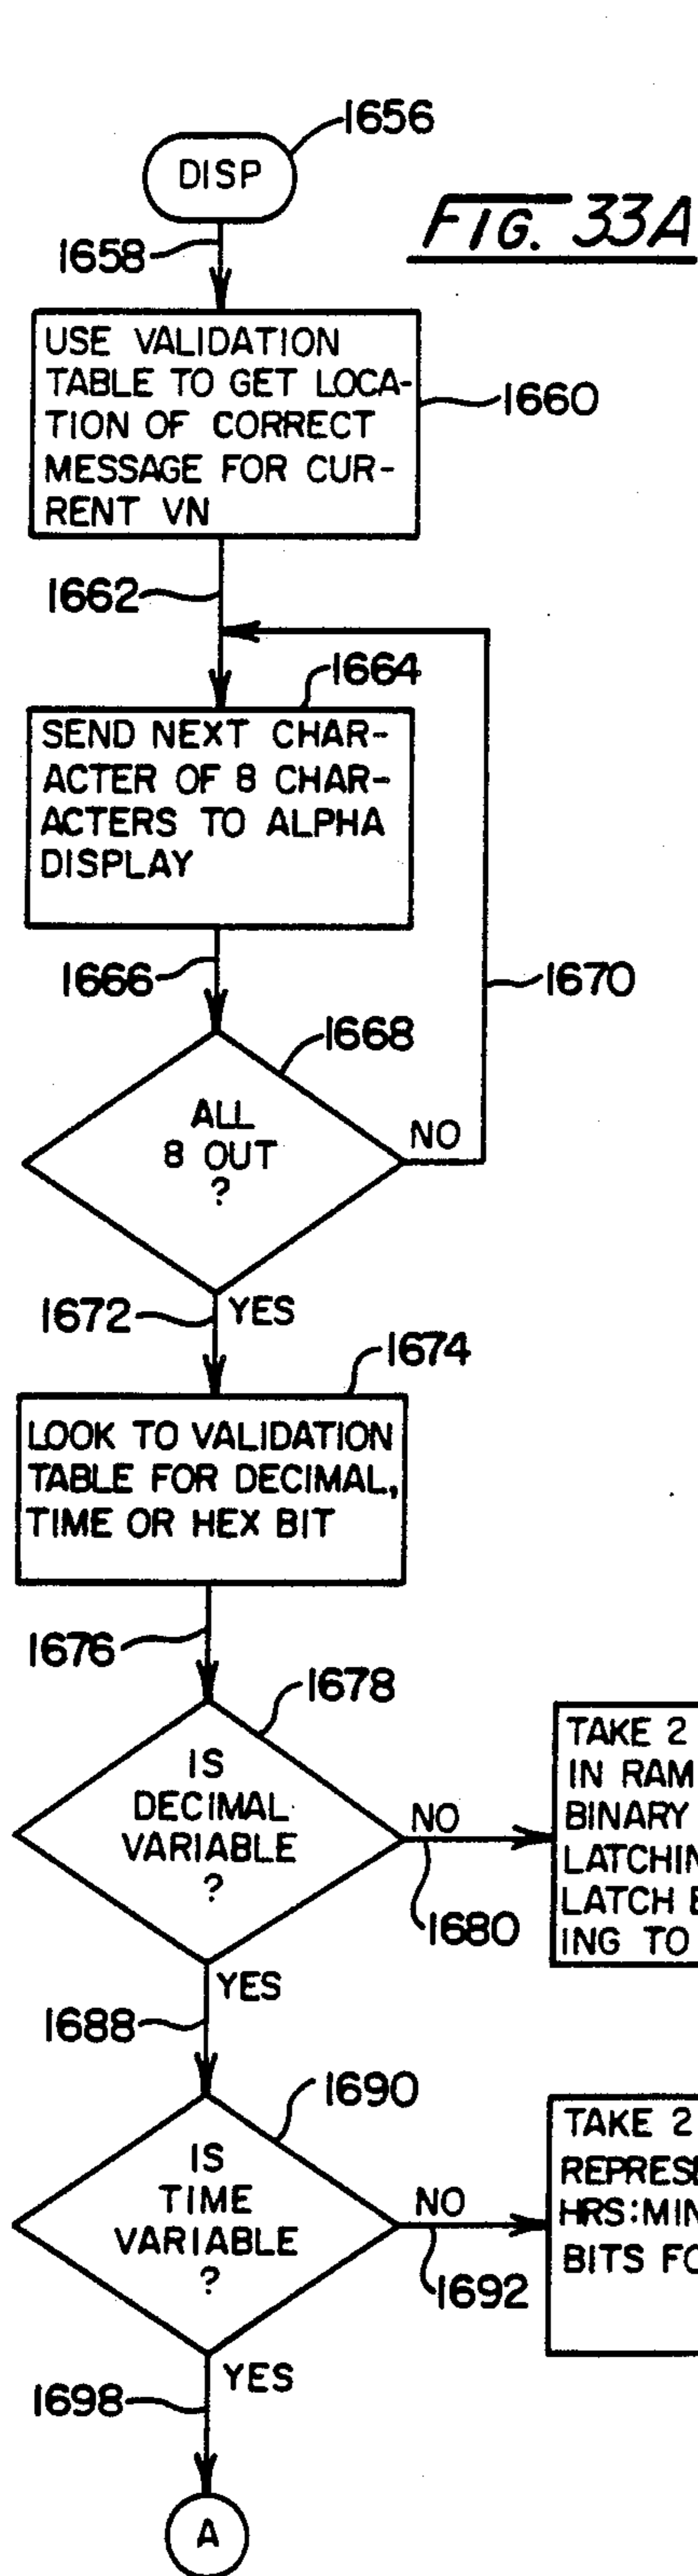 1656
DISP
FIG. 33A
1658
USE VALIDATION
TABLE TO GET LOCA-
TION OF CORRECT
MESSAGE FOR CUR-
RENT VN
1660
1662
1664
SEND NEXT CHAR-
ACTER OF 8 CHAR-
ACTERS TO ALPHA
DISPLAY
1666
1670
1668
ALL
8 OUT
?
NO
1672
YES
1674
LOOK TO VALIDATION
TABLE FOR DECIMAL,
TIME OR HEX BIT
1676
1678
IS
DECIMAL
VARIABLE
?
NO
1680
TAKE 2
IN RAM
BINARY
LATCHIN
LATCH
ING TO
YES
1688
1690
IS
TIME
VARIABLE
?
NO
1692
TAKE 2
REPRESE
HRS:MIN
BITS FO
YES
1698
A